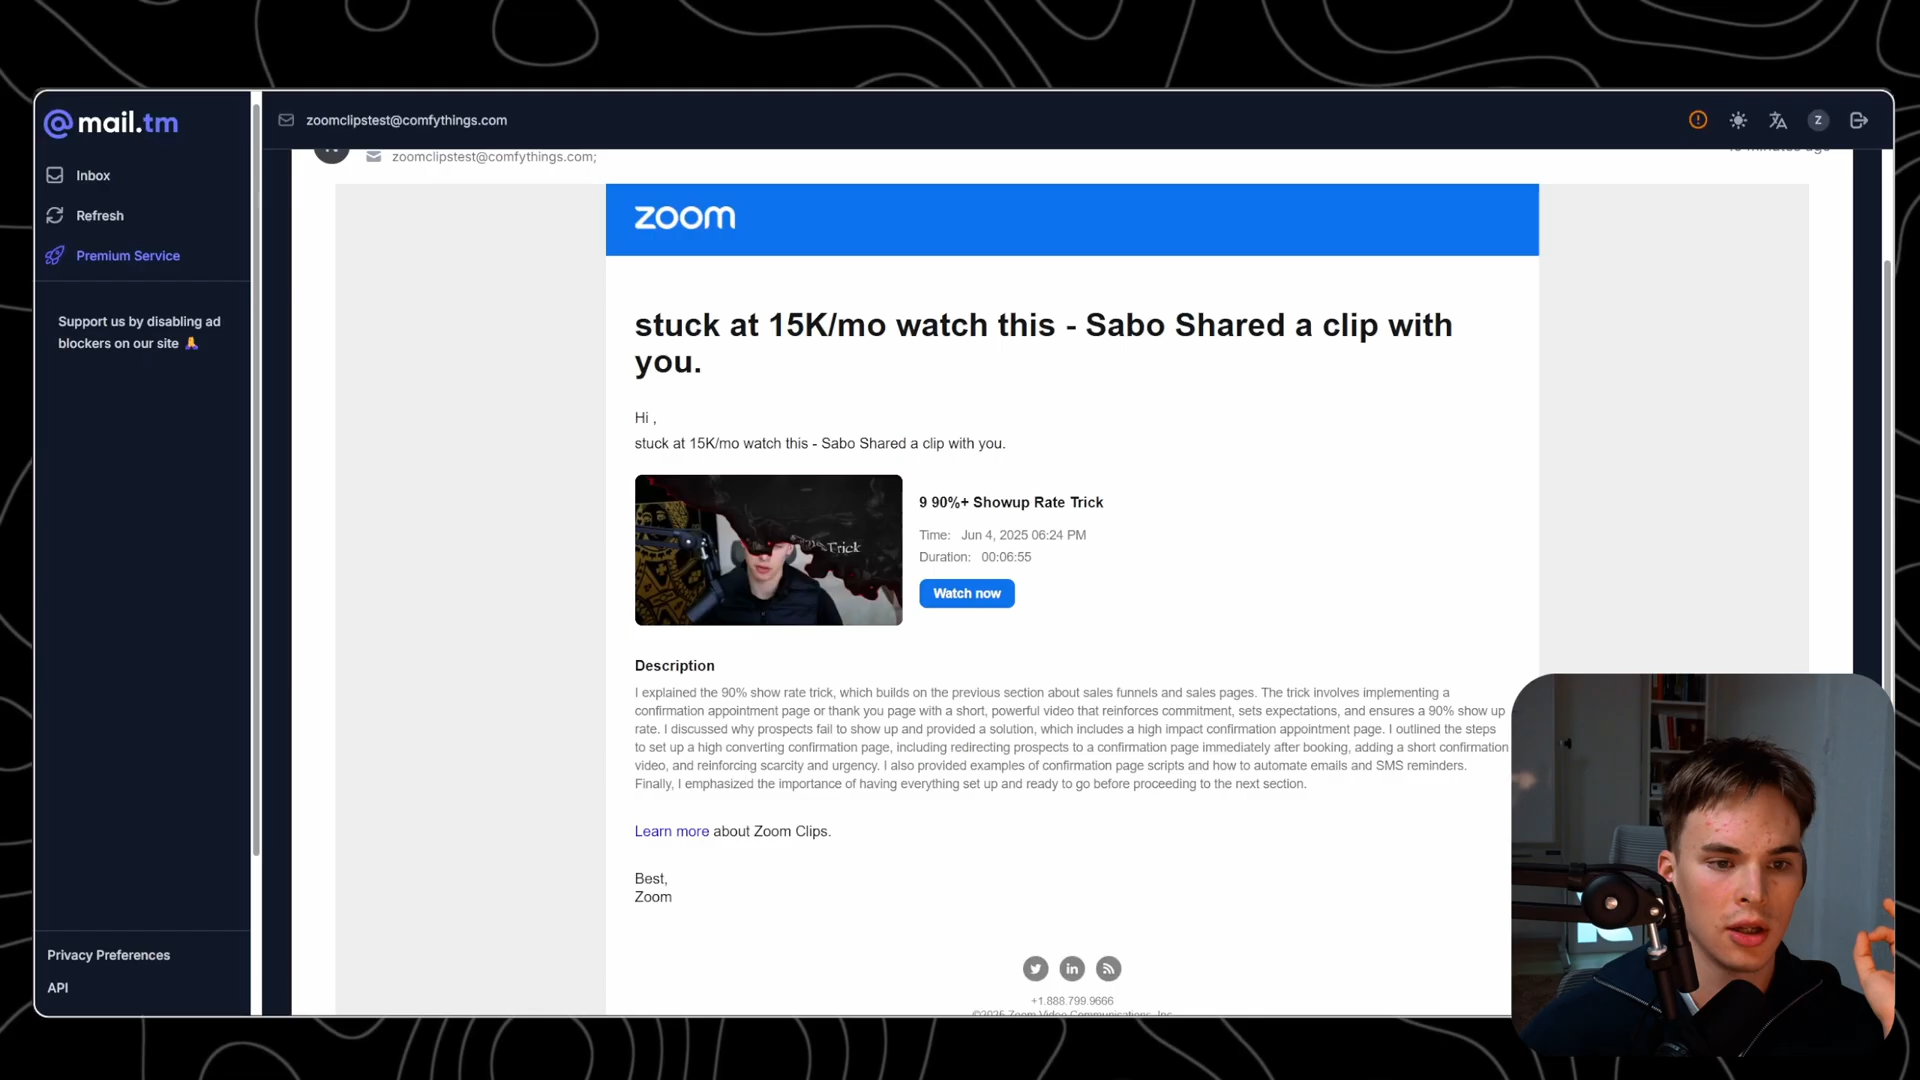 @mail.tm
Inbox
Refresh
Premium Service
Support us by disabling ad
blockers on our site 🙏
Privacy Preferences
API
zoomclipstest@comfythings.com
Z
zoomclipstest@comfythings.com;
zoom
stuck at 15K/mo watch this - Sabo Shared a clip with
you.
Hi ,
stuck at 15K/mo watch this - Sabo Shared a clip with you.
Trick
9 90%+ Showup Rate Trick
Time: Jun 4, 2025 06:24 PM
Duration: 00:06:55
Watch now
Description
I explained the 90% show rate trick, which builds on the previous section about sales funnels and sales pages. The trick involves implementing a
confirmation appointment page or thank you page with a short, powerful video that reinforces commitment, sets expectations, and ensures a 90% show up
rate. I discussed why prospects fail to show up and provided a solution, which includes a high impact confirmation appointment page. I outlined the steps
to set up a high converting confirmation page, including redirecting prospects to a confirmation page immediately after booking, adding a short confirmation
video, and reinforcing scarcity and urgency. I also provided examples of confirmation page scripts and how to automate emails and SMS reminders.
Finally, I emphasized the importance of having everything set up and ready to go before proceeding to the next section.
Learn more about Zoom Clips.
Best,
Zoom
+1.888.799.9666
©2025 Zoom Video Communications, Inc.